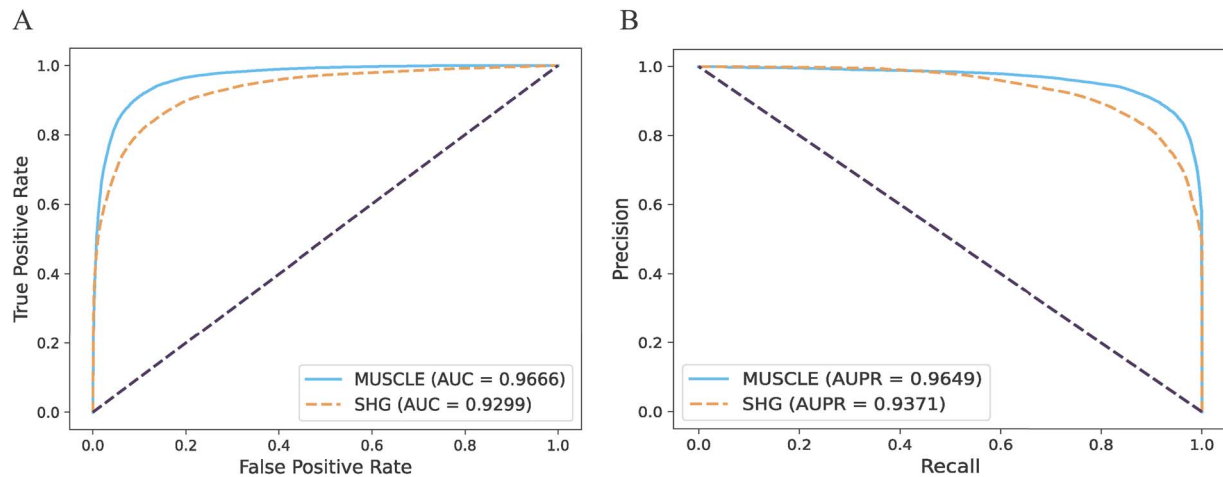 A
1.0
0.8
0.6
0.4
0.2
0.0
True Positive Rate
MUSCLE (AUC = 0.9666)
SHG (AUC = 0.9299)
0.0 0.2 0.4 0.6 0.8 1.0
False Positive Rate
B
1.0
0.8
0.6
0.4
0.2
0.0
Precision
MUSCLE (AUPR = 0.9649)
SHG (AUPR = 0.9371)
0.0 0.2 0.4 0.6 0.8 1.0
Recall